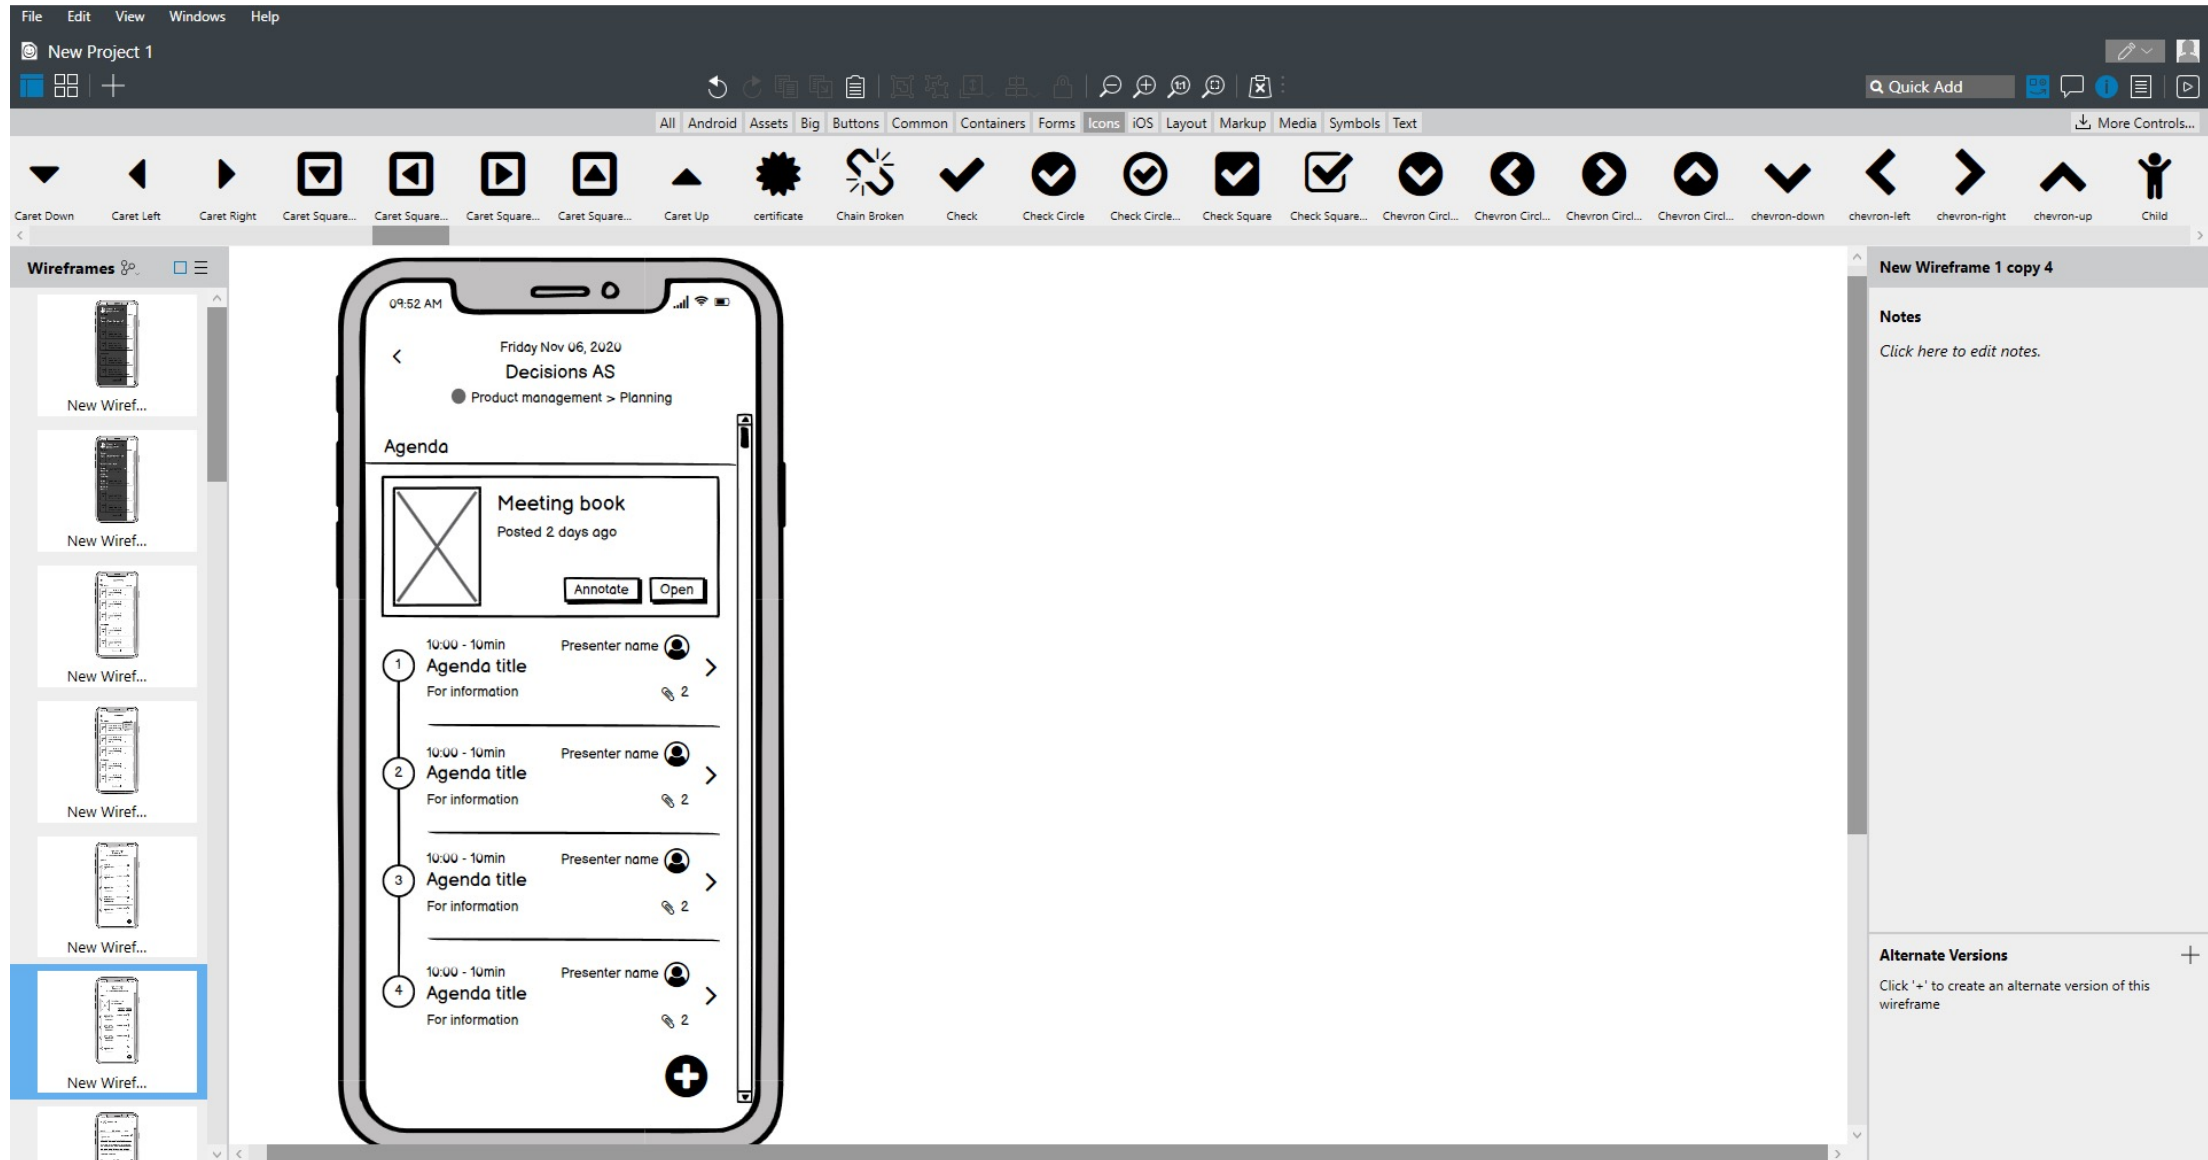 File Edit View Windows Help
New Project 1
Quick Add
All Android Assets Big Buttons Common Containers Forms Icons iOS Layout Markup Media Symbols Text
More Controls...
Caret Down Caret Left Caret Right Caret Square... Caret Square... Caret Square... Caret Square... Caret Up certificate Chain Broken Check Check Circle Check Circle... Check Square Check Square... Chevron Circl... Chevron Circl... Chevron Circl... Chevron Circl... chevron-down chevron-left chevron-right chevron-up Child
Wireframes
New Wiref...
New Wiref...
New Wiref...
New Wiref...
New Wiref...
New Wiref...
09:52 AM
Friday Nov 06, 2020
Decisions AS
Product management > Planning
Agenda
Meeting book
Posted 2 days ago
Annotate Open
10:00 - 10min Presenter name
1 Agenda title
For information 2
10:00 - 10min Presenter name
2 Agenda title
For information 2
10:00 - 10min Presenter name
3 Agenda title
For information 2
10:00 - 10min Presenter name
4 Agenda title
For information 2
New Wireframe 1 copy 4
Notes
Click here to edit notes.
Alternate Versions
Click '+' to create an alternate version of this
wireframe